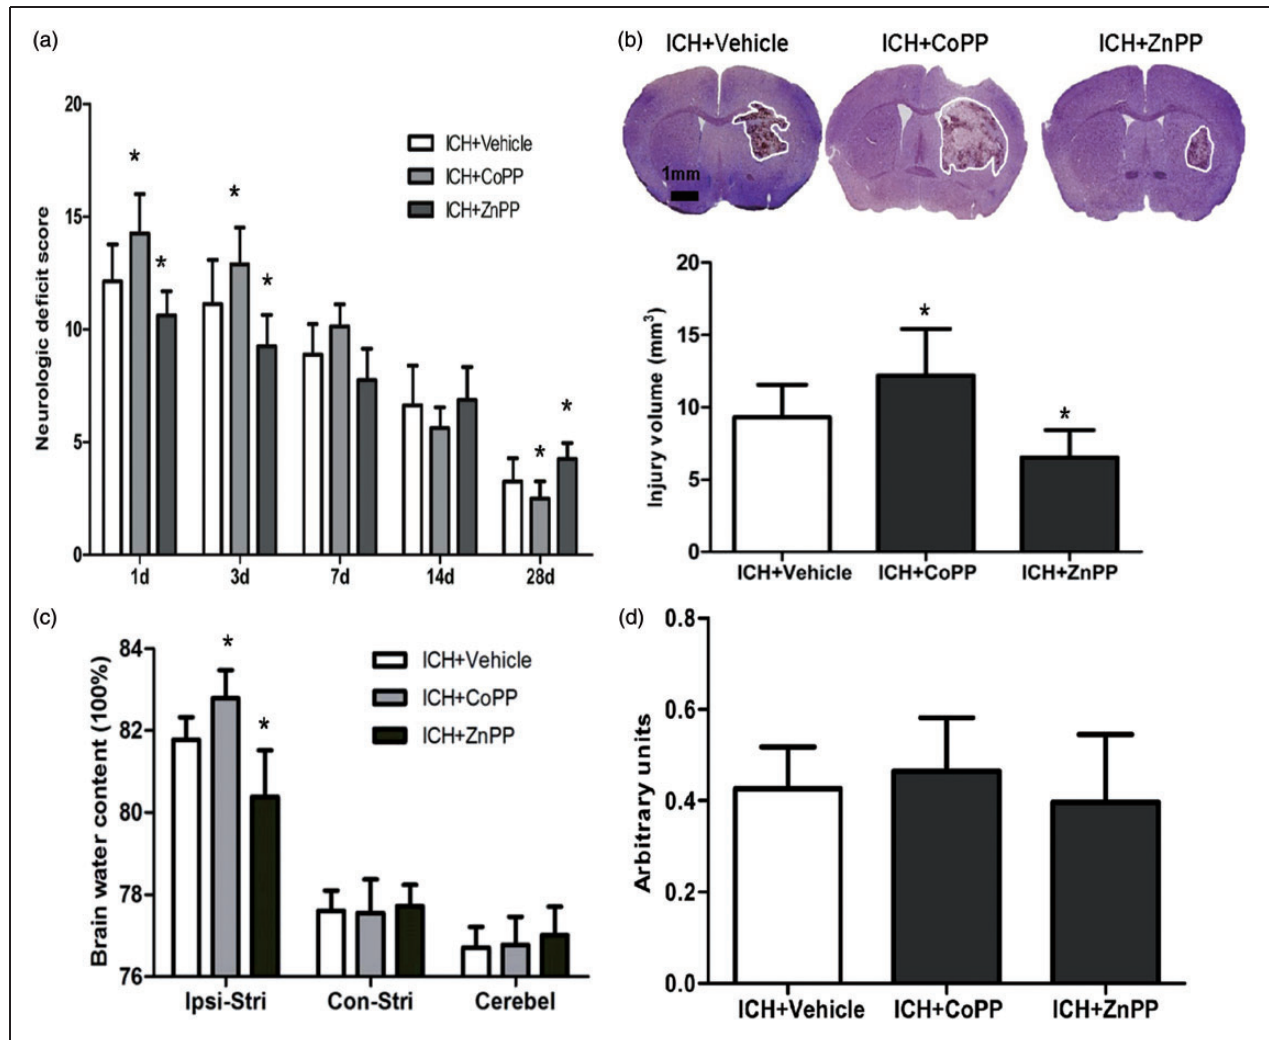 (a)
20
15
10
5
0
Neurologic deficit score
ICH+Vehicle
ICH+CoPP
ICH+ZnPP
*
*
*
*
*
*
1d 3d 7d 14d 28d
(b)
ICH+Vehicle ICH+CoPP ICH+ZnPP
1mm
20
15
10
5
0
Injury volume (mm³)
*
*
ICH+Vehicle ICH+CoPP ICH+ZnPP
(c)
84
82
80
78
76
Brain water content (100%)
ICH+Vehicle
ICH+CoPP
ICH+ZnPP
*
*
Ipsi-Stri Con-Stri Cerebel
(d)
0.8
0.6
0.4
0.2
0.0
Arbitrary units
ICH+Vehicle ICH+CoPP ICH+ZnPP